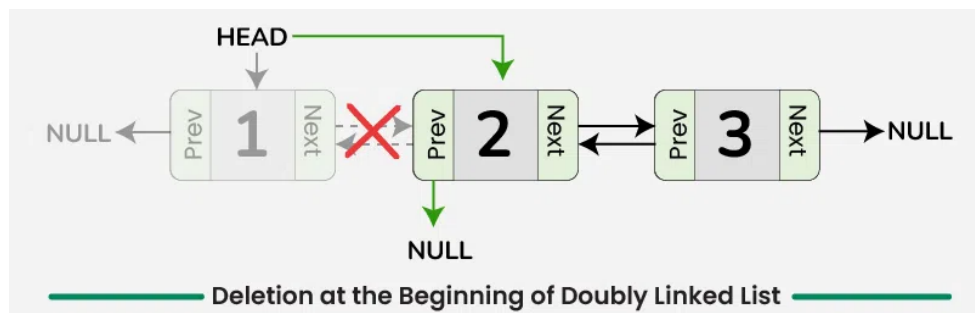 HEAD
NULL Prev 1 Next Prev 2 Next Prev 3 Next NULL
NULL
Deletion at the Beginning of Doubly Linked List